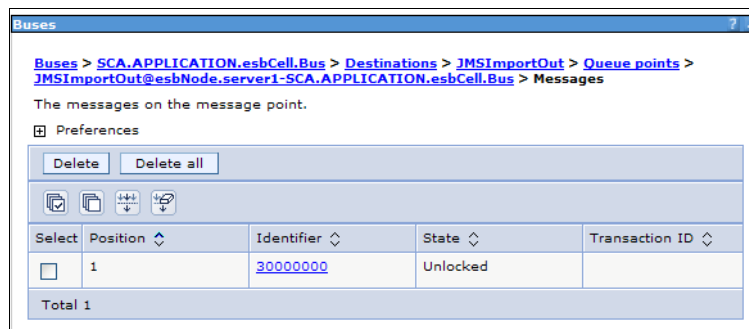 Buses ?
Buses > SCA.APPLICATION.esbCell.Bus > Destinations > JMSImportOut > Queue points >
JMSImportOut@esbNode.server1-SCA.APPLICATION.esbCell.Bus > Messages
The messages on the message point.
Preferences
Delete Delete all
Select Position Identifier State Transaction ID
1 30000000 Unlocked
Total 1